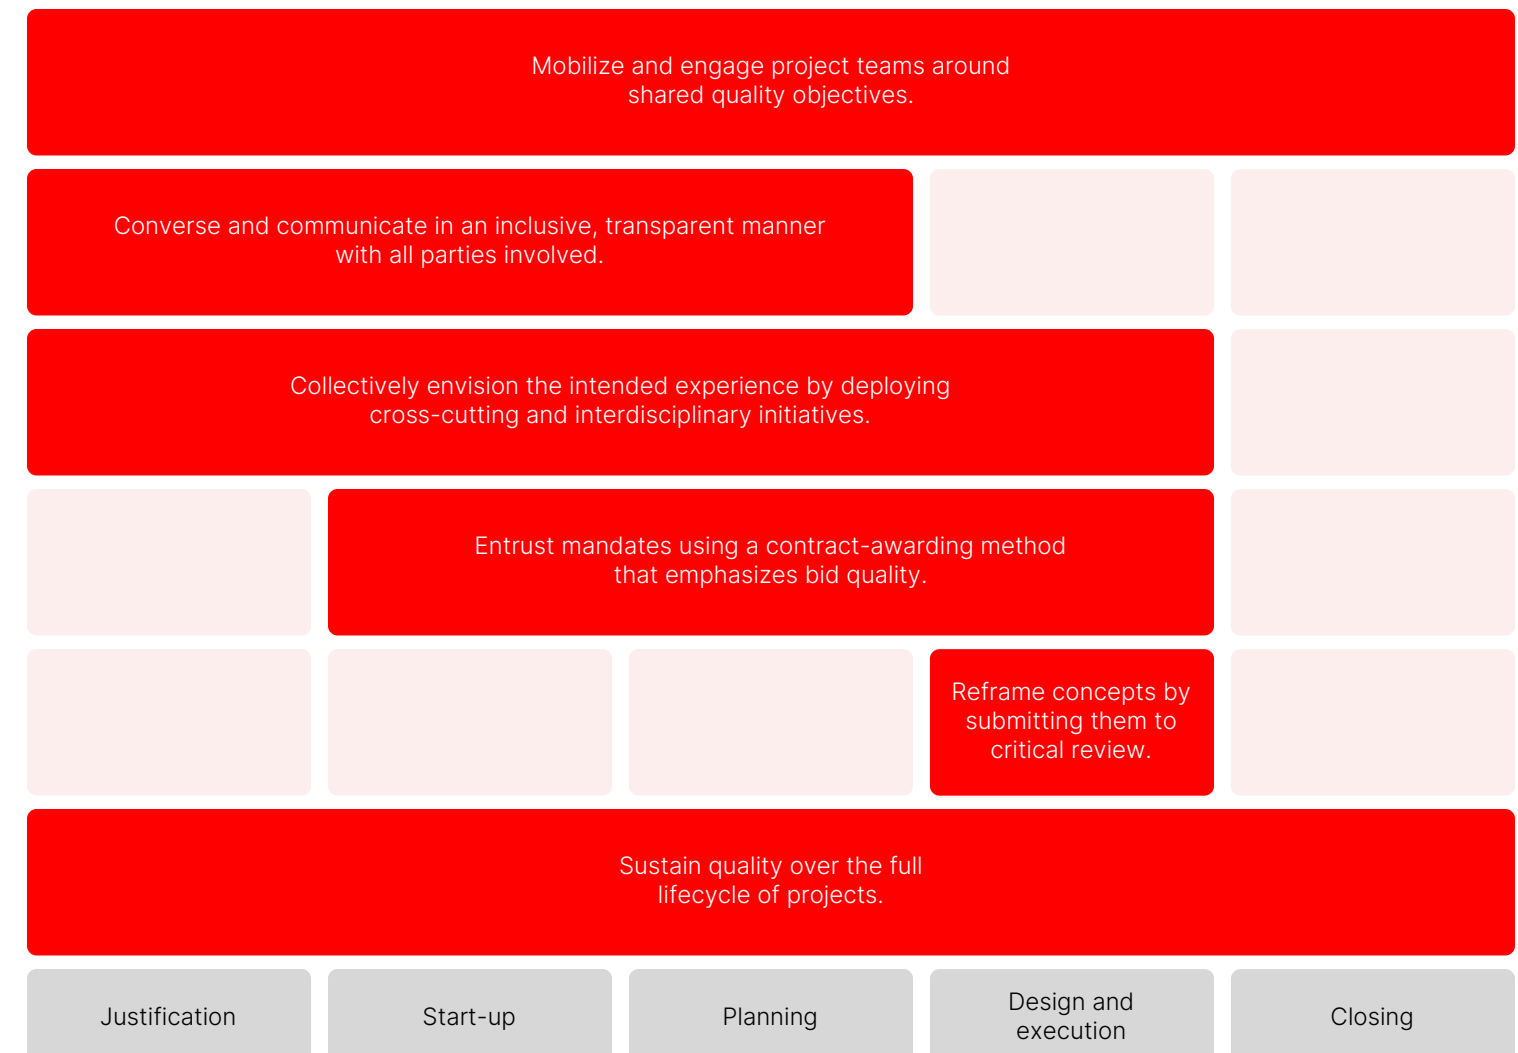 Mobilize and engage project teams around
shared quality objectives.
Converse and communicate in an inclusive, transparent manner
with all parties involved.
Collectively envision the intended experience by deploying
cross-cutting and interdisciplinary initiatives.
Entrust mandates using a contract-awarding method
that emphasizes bid quality.
Reframe concepts by
submitting them to
critical review.
Sustain quality over the full
lifecycle of projects.
Justification
Start-up
Planning
Design and
execution
Closing